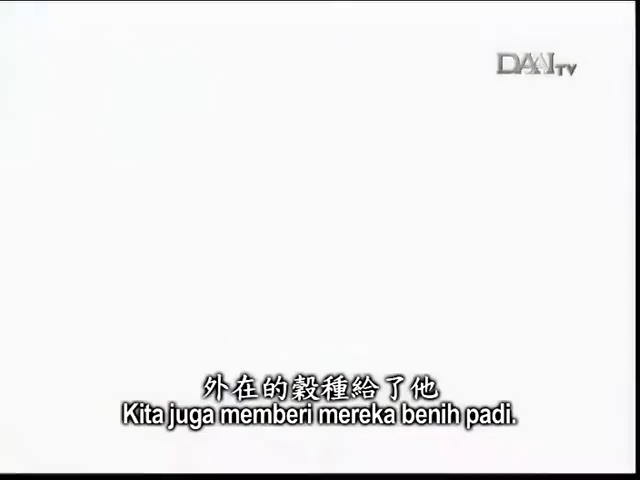 DAAI TV
外在的穀種給了他
Kita juga memberi mereka benih padi.